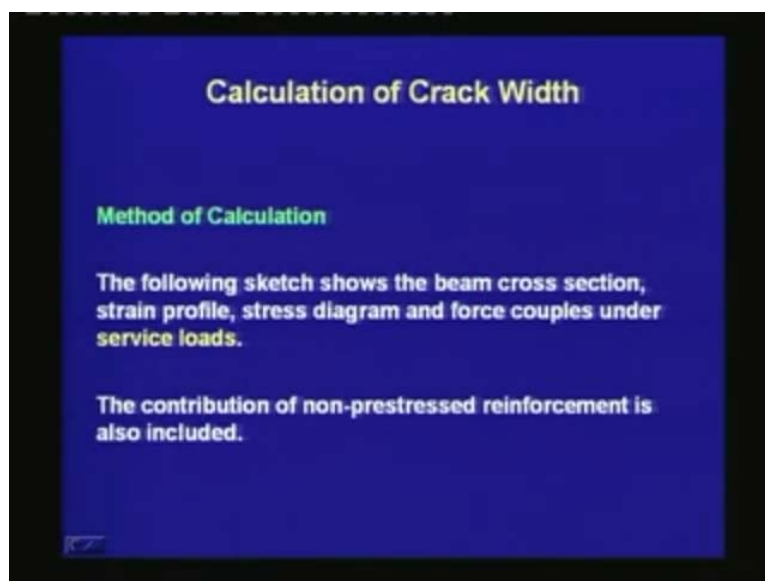 Calculation of Crack Width
Method of Calculation
The following sketch shows the beam cross section,
strain profile, stress diagram and force couples under
service loads.
The contribution of non-prestressed reinforcement is
also included.